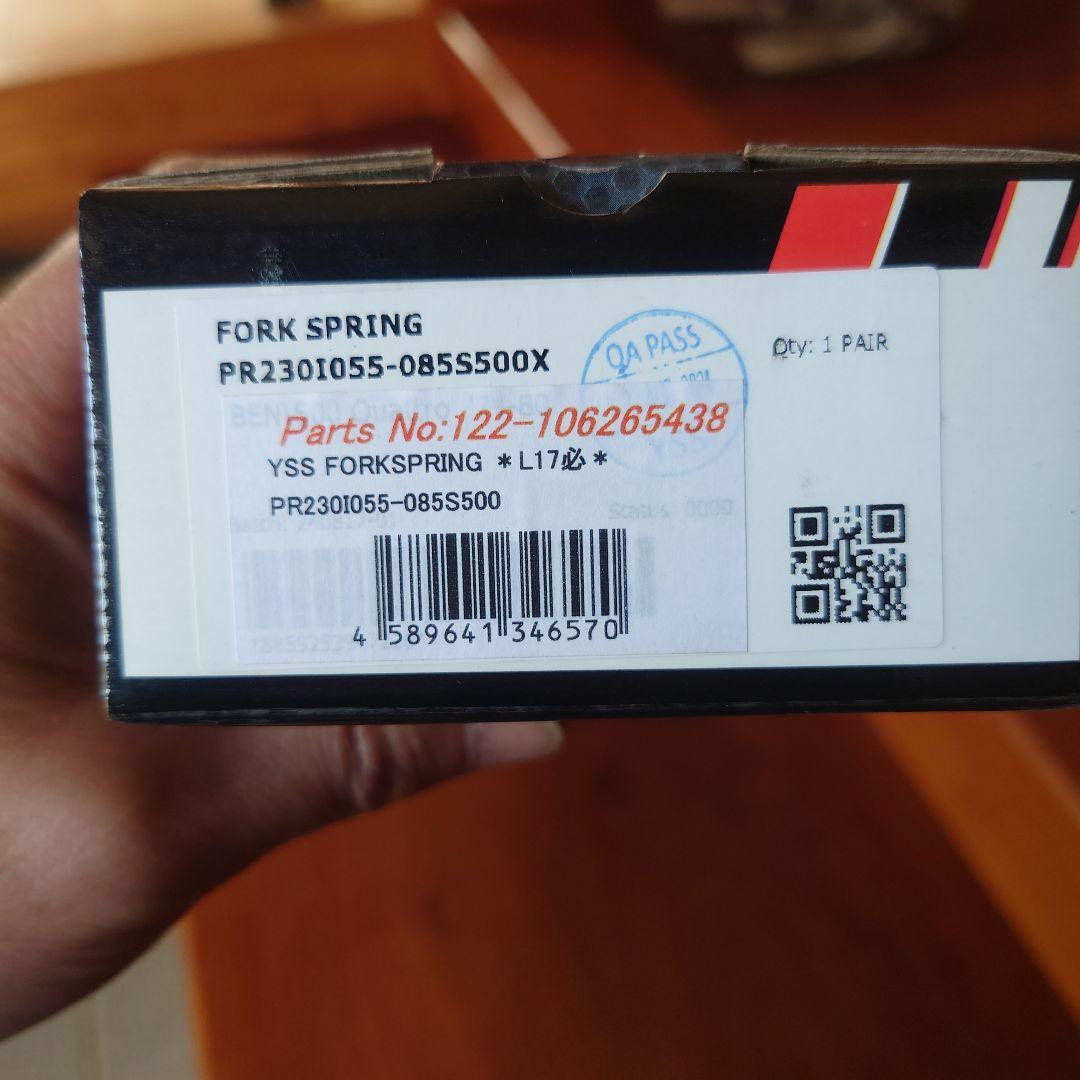 FORK SPRING
PR230I055-085S500X
QA PASS
Qty: 1 PAIR
Parts No:122-106265438
YSS FORKSPRING *L17必*
PR230I055-085S500
Status: 0000
4 589641 346570